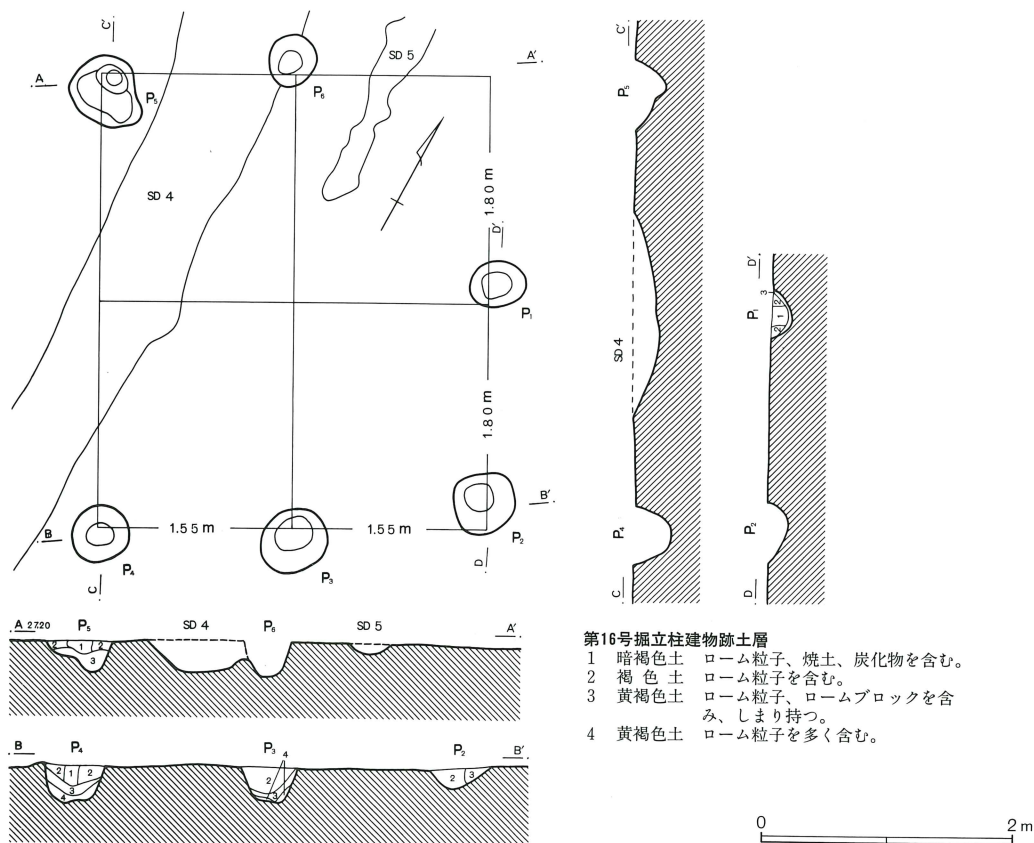 C'
SD 5
A'
A
P5
P6
SD 4
1.80 m
D'
P1
1.80 m
B
1.55 m
1.55 m
B'
P4
P3
P2
C
D
A 27.20
P5
SD 4
P6
SD 5
A'
2
1
2
3
B
P4
P3
4
P2
B'
2
1
2
3
4
2
3
2
3
C'
P5
SD 4
P4
C
D'
3
P1
2
1
2
P2
D
第16号掘立柱建物跡土層
1 暗褐色土 ローム粒子、焼土、炭化物を含む。
2 褐 色 土 ローム粒子を含む。
3 黄褐色土 ローム粒子、ロームブロックを含
み、しまり持つ。
4 黄褐色土 ローム粒子を多く含む。
0 2 m